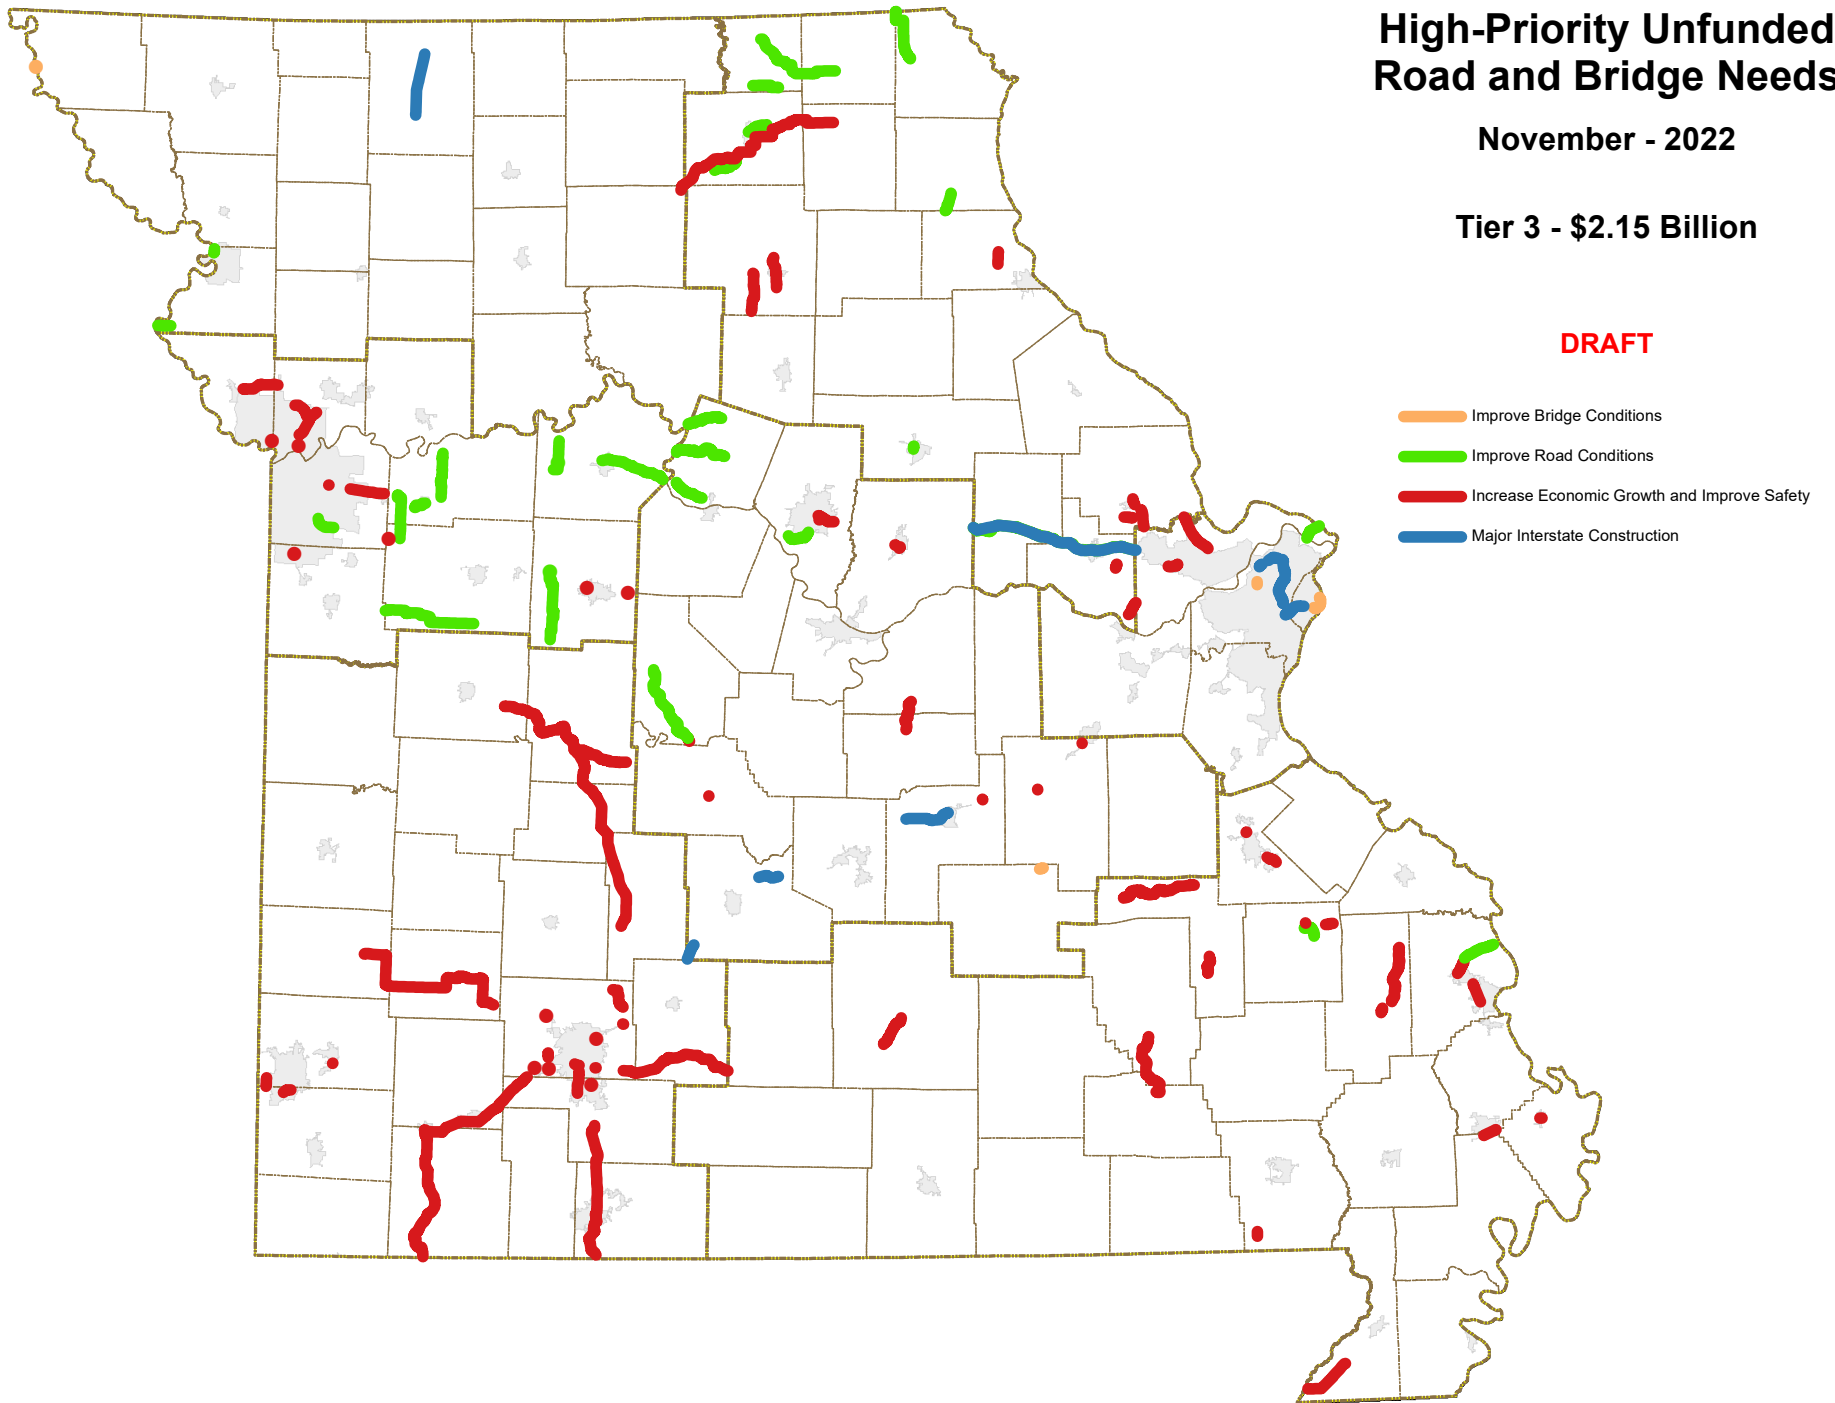 High-Priority Unfunded
Road and Bridge Needs
November - 2022
Tier 3 - $2.15 Billion
DRAFT
Improve Bridge Conditions
Improve Road Conditions
Increase Economic Growth and Improve Safety
Major Interstate Construction